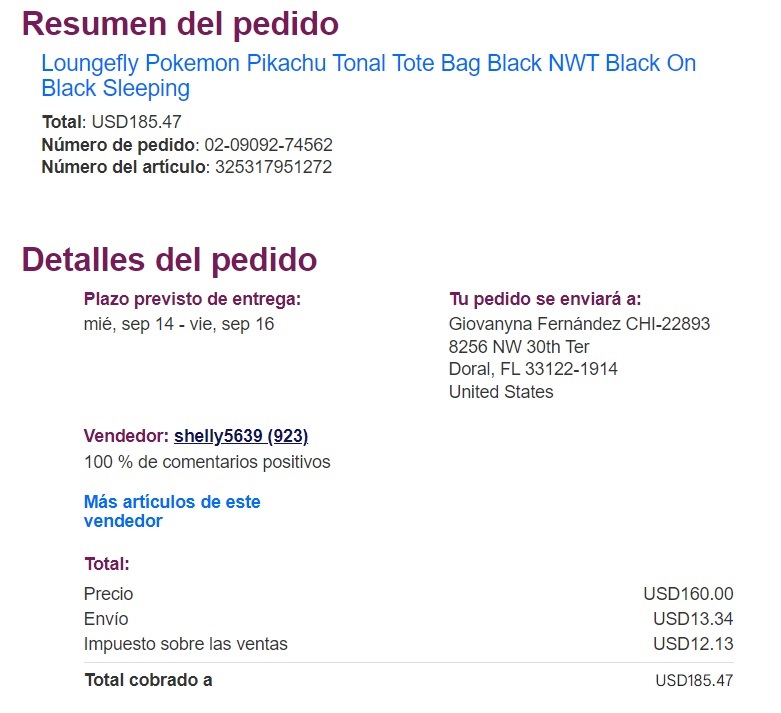 Resumen del pedido
Loungefly Pokemon Pikachu Tonal Tote Bag Black NWT Black On
Black Sleeping
Total: USD185.47
Número de pedido: 02-09092-74562
Número del artículo: 325317951272
Detalles del pedido
Plazo previsto de entrega:
mié, sep 14 - vie, sep 16
Tu pedido se enviará a:
Giovanyna Fernández CHI-22893
8256 NW 30th Ter
Doral, FL 33122-1914
United States
Vendedor: shelly5639 (923)
100 % de comentarios positivos
Más artículos de este
vendedor
Total:
Precio USD160.00
Envío USD13.34
Impuesto sobre las ventas USD12.13
Total cobrado a USD185.47